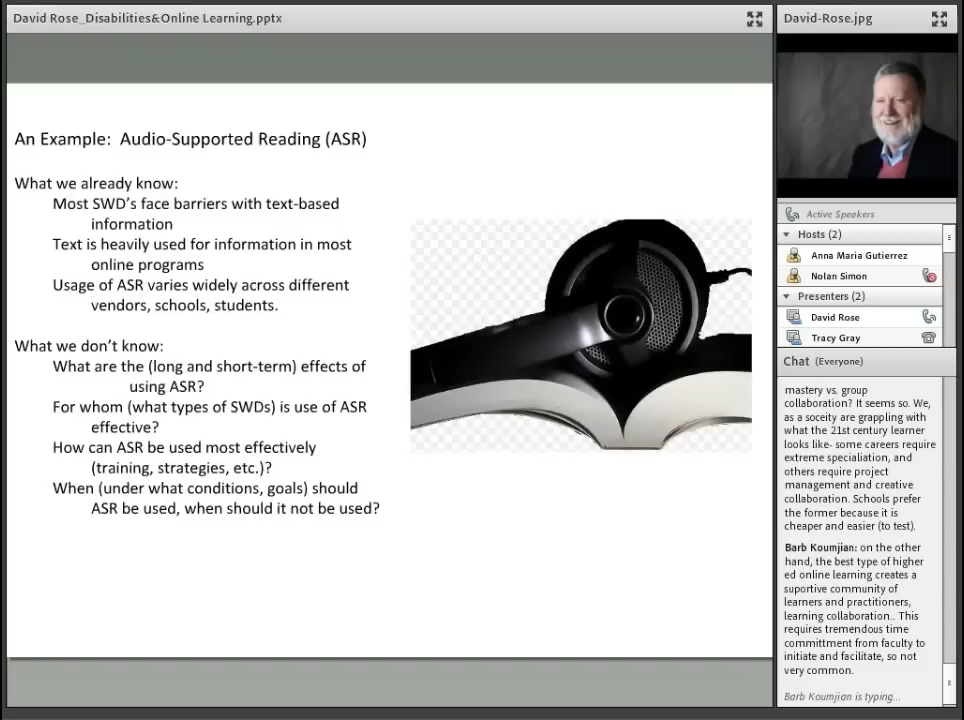 David Rose_Disabilities&Online Learning.pptx
An Example: Audio-Supported Reading (ASR)
What we already know:
Most SWD's face barriers with text-based
information
Text is heavily used for information in most
online programs
Usage of ASR varies widely across different
vendors, schools, students.
What we don't know:
What are the (long and short-term) effects of
using ASR?
For whom (what types of SWDs) is use of ASR
effective?
How can ASR be used most effectively
(training, strategies, etc.)?
When (under what conditions, goals) should
ASR be used, when should it not be used?
David-Rose.jpg
Active Speakers
Hosts (2)
Anna Maria Gutierrez
Nolan Simon
Presenters (2)
David Rose
Tracy Gray
Chat (Everyone)
mastery vs. group
collaboration? It seems so. We,
as a soceity are grappling with
what the 21st century learner
looks like- some careers require
extreme specialiation, and
others require project
management and creative
collaboration. Schools prefer
the former because it is
cheaper and easier (to test).
Barb Koumjian: on the other
hand, the best type of higher
ed online learning creates a
suportive community of
learners and practitioners,
learning collaboration.. This
requires tremendous time
committment from faculty to
initiate and facilitate, so not
very common.
Barb Koumjian is typing...